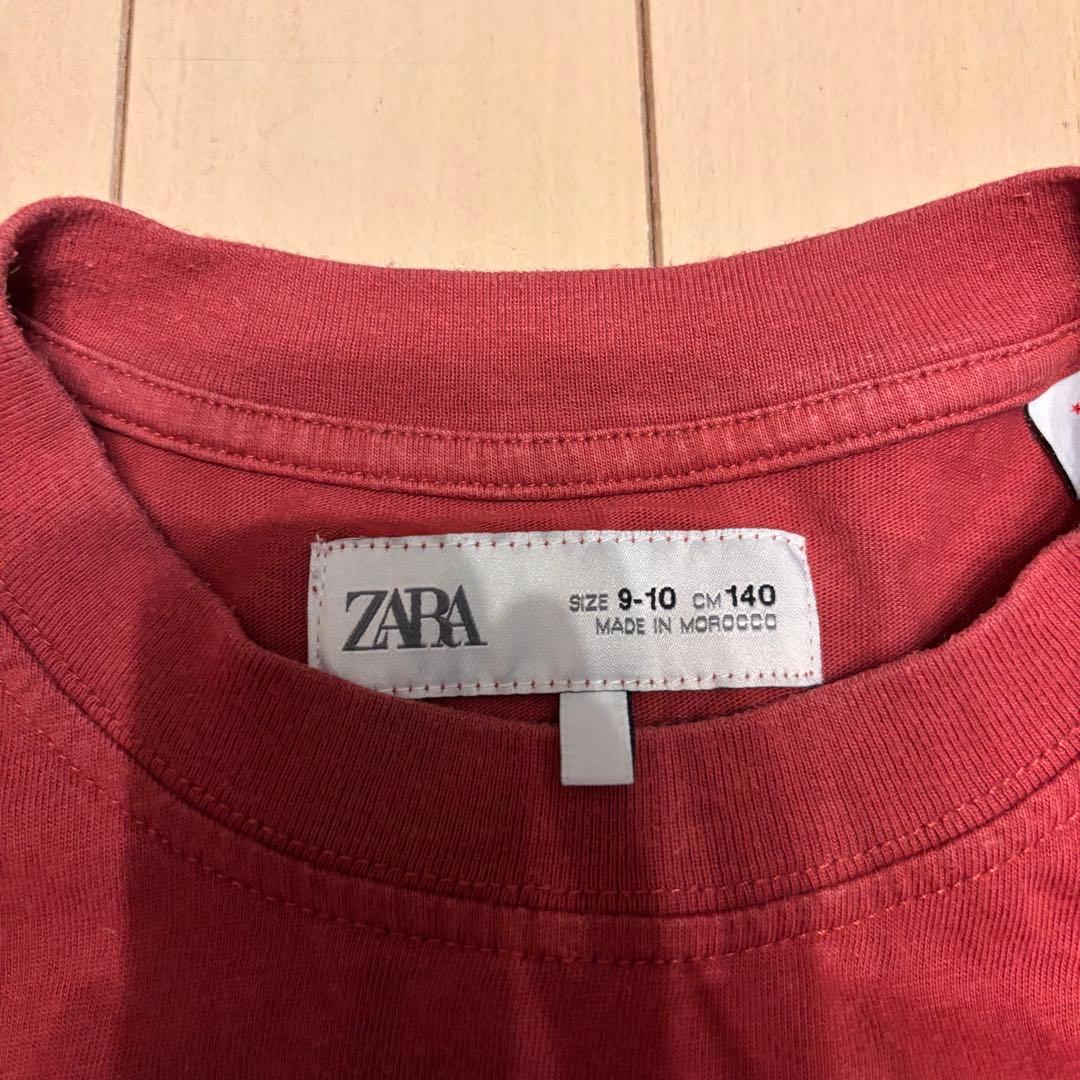 ZARA
SIZE 9-10 CM 140
MADE IN MOROCCO